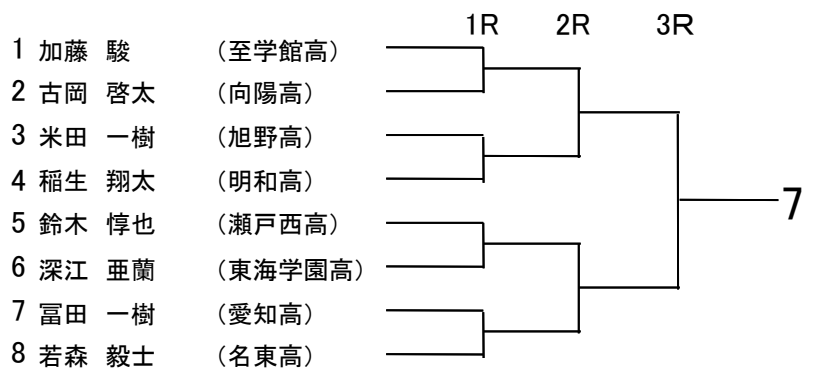 1R 2R 3R
1 加藤 駿 (至学館高)
2 古岡 啓太 (向陽高)
3 米田 一樹 (旭野高)
4 稲生 翔太 (明和高)
5 鈴木 惇也 (瀬戸西高)
6 深江 亜蘭 (東海学園高)
7 冨田 一樹 (愛知高)
8 若森 毅士 (名東高)
7